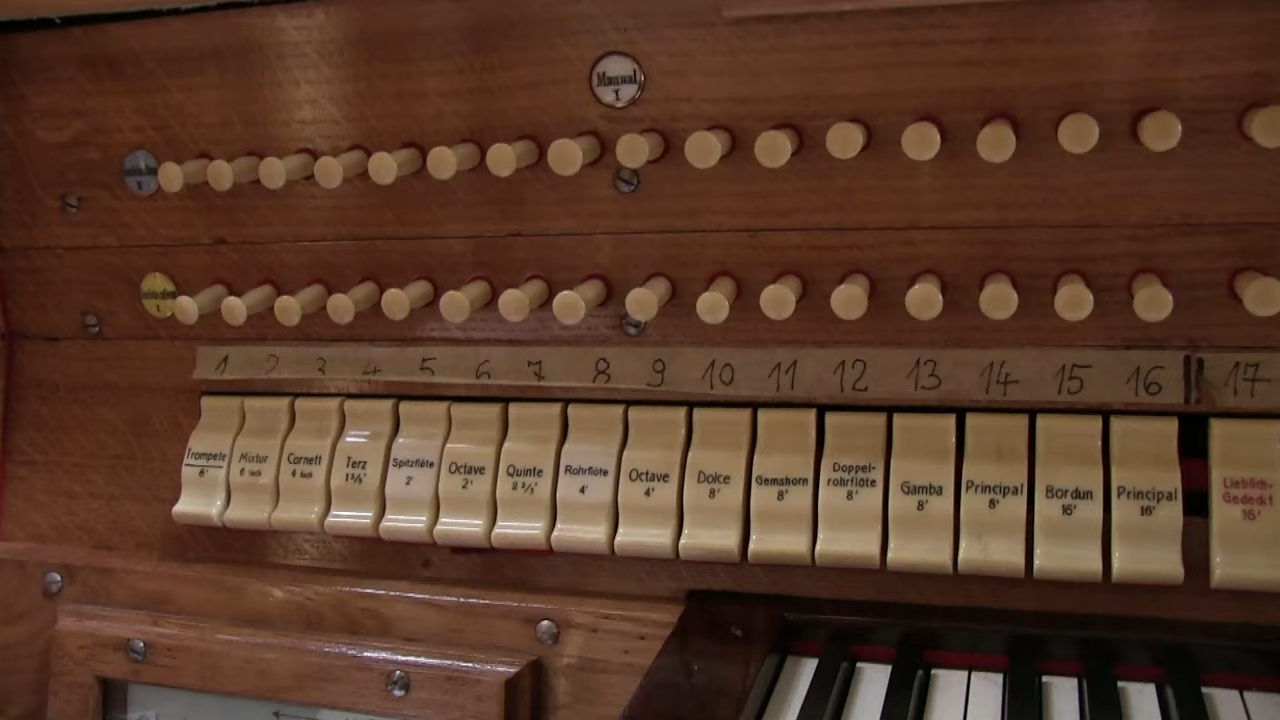 Manual
I
II
I
1 2 3 4 5 6 7 8 9 10 11 12 13 14 15 16 17
Trompete
8'
Mixtur
6 fach
Cornett
4 fach
Terz
1 3/5'
Spitzflöte
2'
Octave
2'
Quinte
2 2/3'
Rohrflöte
4'
Octave
4'
Dolce
8'
Gemshorn
8'
Doppel-
rohrflöte
8'
Gamba
8'
Principal
8'
Bordun
16'
Principal
16'
Lieblich-
Gedeckt
16'